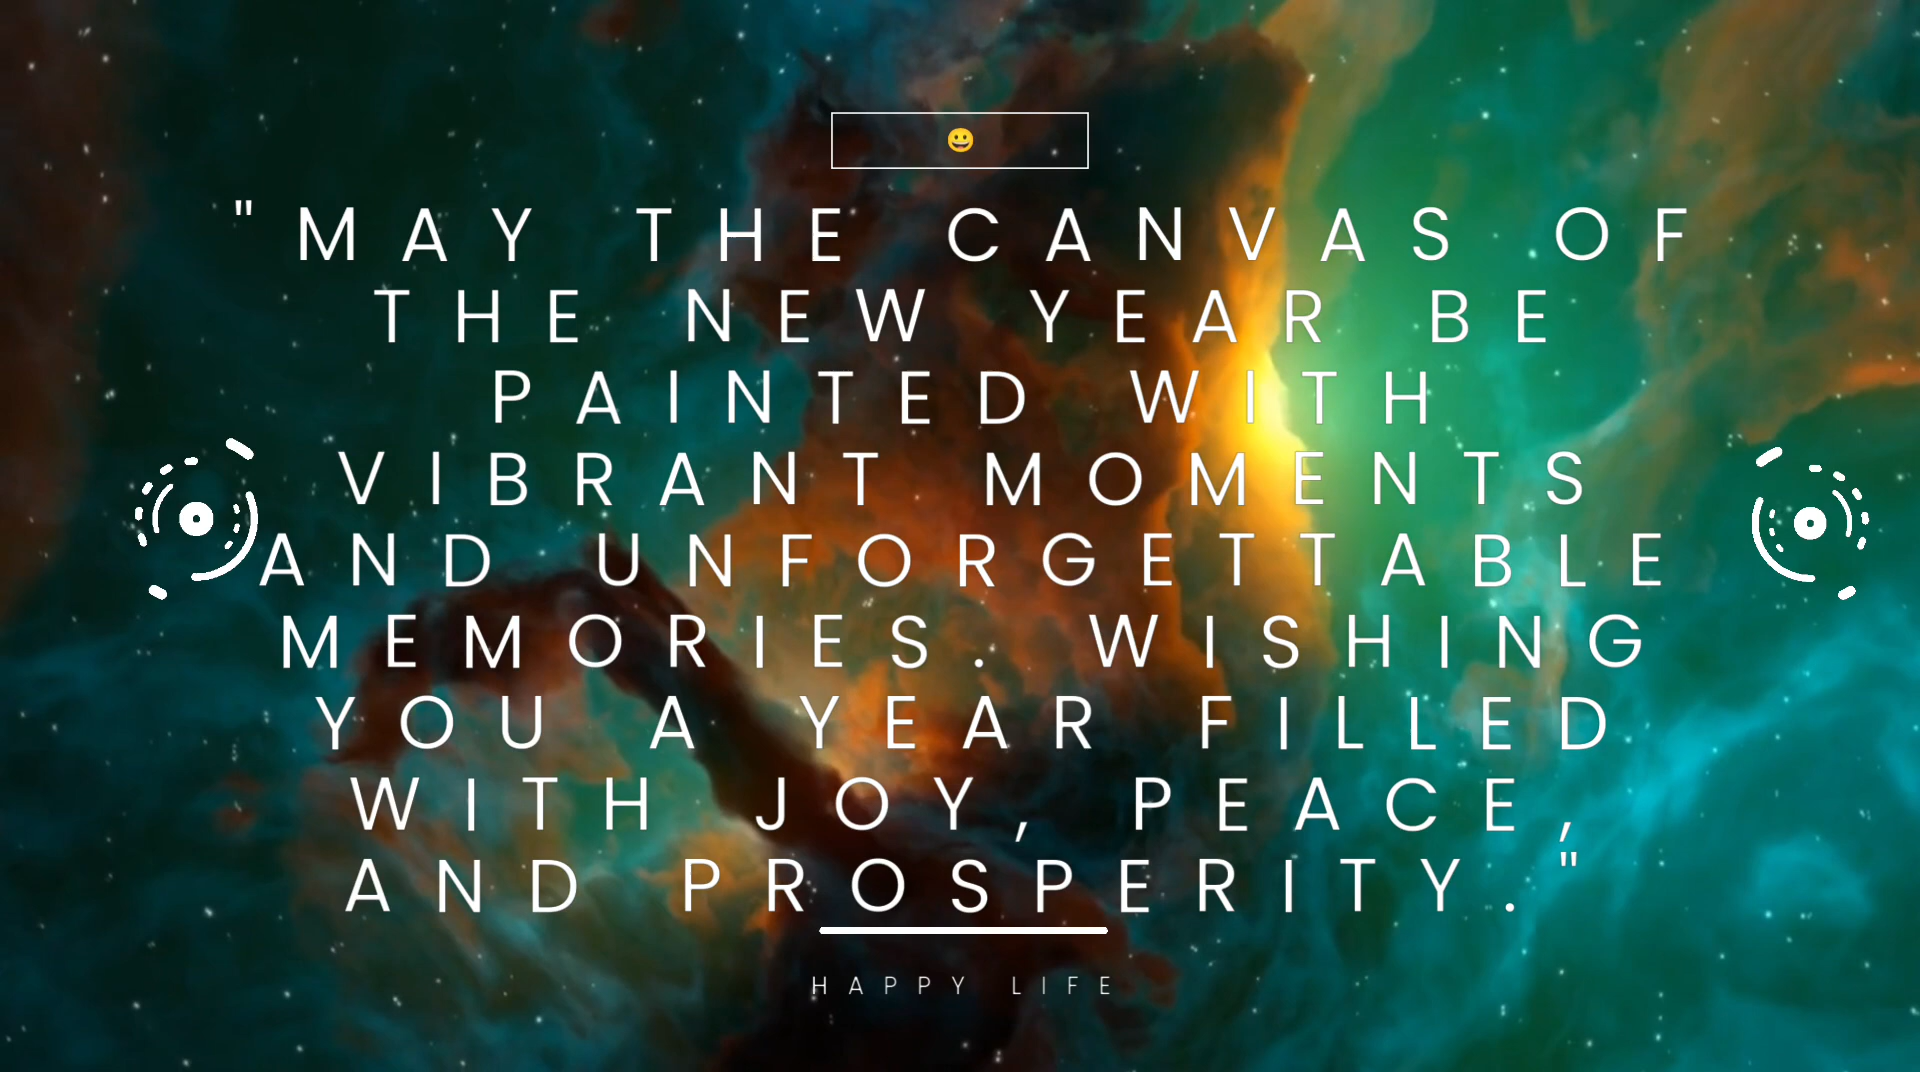 😀
"MAY THE CANVAS OF
THE NEW YEAR BE
PAINTED WITH
VIBRANT MOMENTS
AND UNFORGETTABLE
MEMORIES. WISHING
YOU A YEAR FILLED
WITH JOY, PEACE,
AND PROSPERITY."
HAPPY LIFE